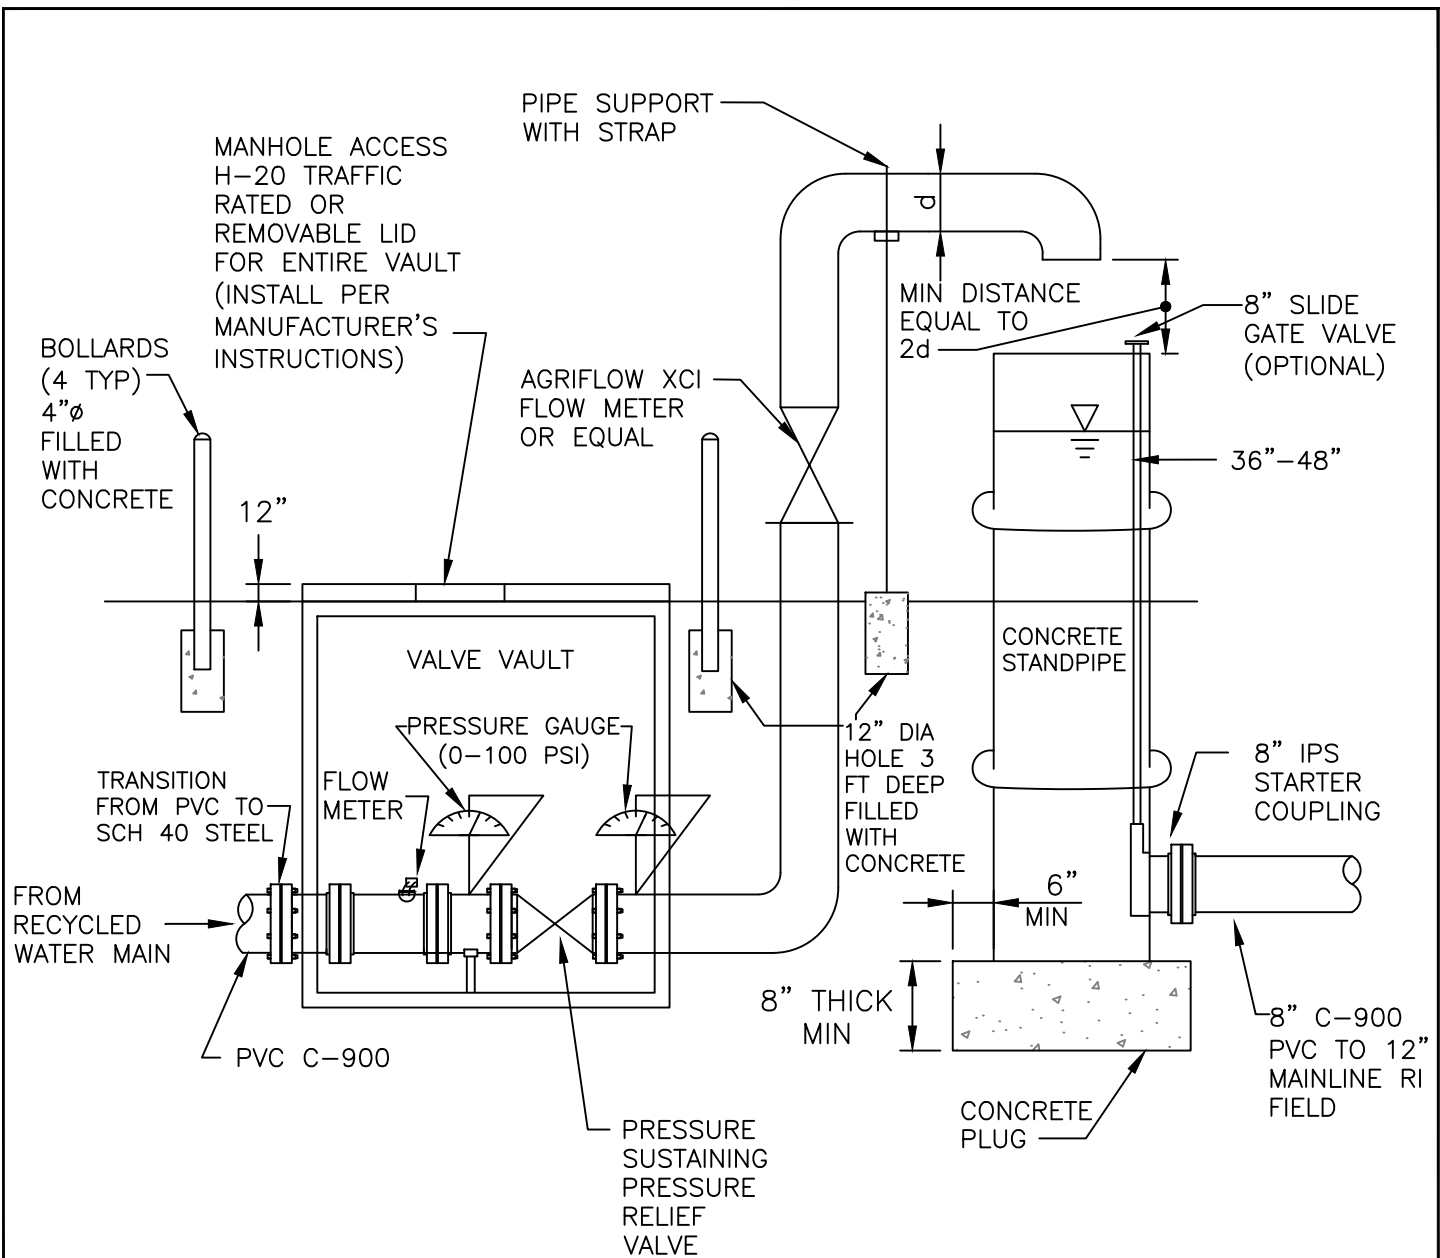 PIPE SUPPORT
WITH STRAP
MANHOLE ACCESS
H-20 TRAFFIC
RATED OR
REMOVABLE LID
FOR ENTIRE VAULT
(INSTALL PER
MANUFACTURER'S
INSTRUCTIONS)
d
MIN DISTANCE
EQUAL TO
2d
8" SLIDE
GATE VALVE
(OPTIONAL)
BOLLARDS
(4 TYP)
4"ø
FILLED
WITH
CONCRETE
AGRIFLOW XCI
FLOW METER
OR EQUAL
36"-48"
12"
VALVE VAULT
CONCRETE
STANDPIPE
PRESSURE GAUGE
(0-100 PSI)
12" DIA
HOLE 3
FT DEEP
FILLED
WITH
CONCRETE
8" IPS
STARTER
COUPLING
TRANSITION
FROM PVC TO
SCH 40 STEEL
FLOW
METER
FROM
RECYCLED
WATER MAIN
6"
MIN
8" THICK
MIN
PVC C-900
8" C-900
PVC TO 12"
MAINLINE RI
FIELD
CONCRETE
PLUG
PRESSURE
SUSTAINING
PRESSURE
RELIEF
VALVE